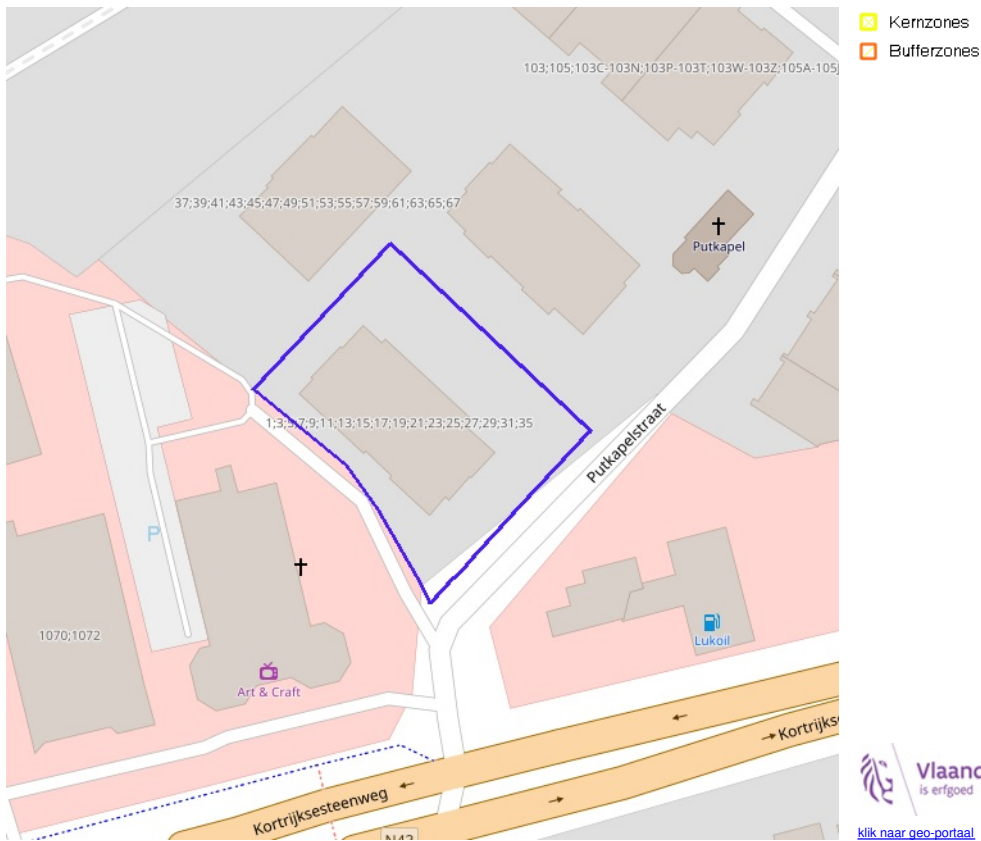 Kernzones
Bufferzones
103;105;103C-103N;103P-103T;103W-103Z;105A-105
37;39;41;43;45;47;49;51;53;55;57;59;61;63;65;67
Putkapel
1;3;5;7;9;11;13;15;17;19;21;23;25;27;29;31;35
Putkapelstraat
P
1070;1072
Lukoil
Art & Craft
Kortrijkse
Kortrijksesteenweg
N43
Vlaand
is erfgoed
klik naar geo-portaal